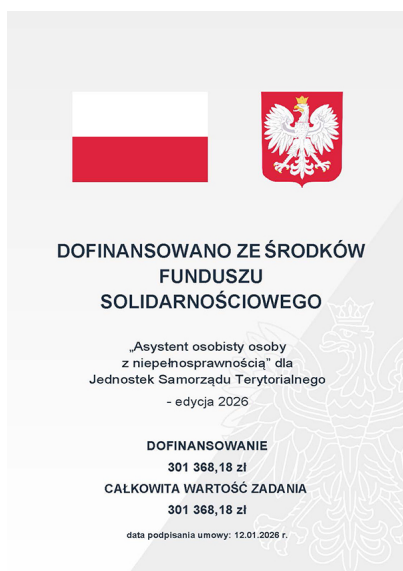 DOFINANSOWANO ZE ŚRODKÓW
FUNDUSZU
SOLIDARNOŚCIOWEGO
„Asystent osobisty osoby
z niepełnosprawnością” dla
Jednostek Samorządu Terytorialnego
- edycja 2026
DOFINANSOWANIE
301 368,18 zł
CAŁKOWITA WARTOŚĆ ZADANIA
301 368,18 zł
data podpisania umowy: 12.01.2026 r.